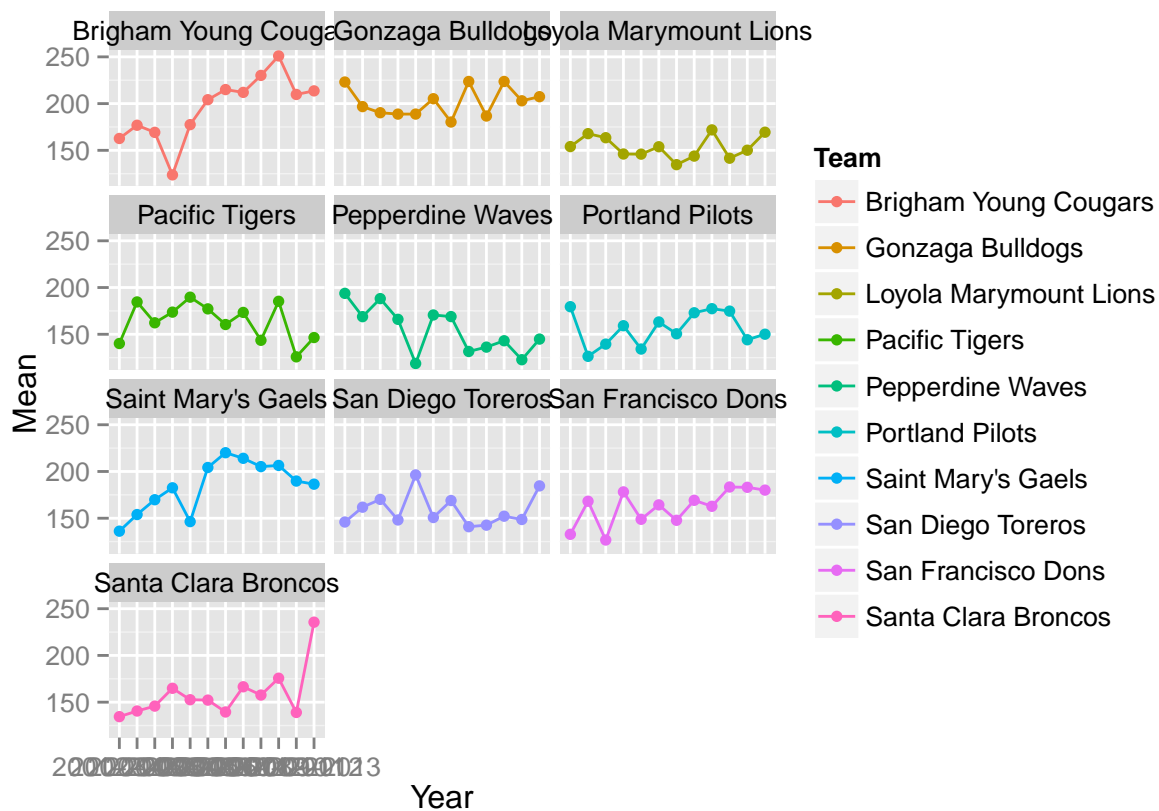 Brigham Young Couga Gonzaga Bulldogs oyola Marymount Lions
250
200
150
Pacific Tigers Pepperdine Waves Portland Pilots
250
200
150
Saint Mary's Gaels San Diego Toreros San Francisco Dons
250
200
150
Santa Clara Broncos
250
200
150
Mean
Year
Team
Brigham Young Cougars
Gonzaga Bulldogs
Loyola Marymount Lions
Pacific Tigers
Pepperdine Waves
Portland Pilots
Saint Mary's Gaels
San Diego Toreros
San Francisco Dons
Santa Clara Broncos